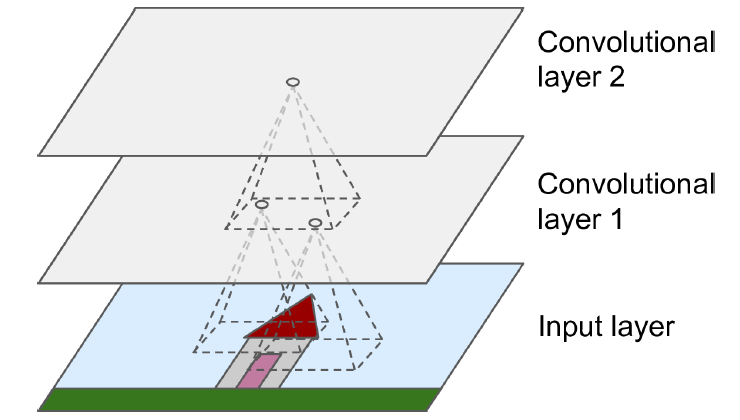 Convolutional
layer 2
Convolutional
layer 1
Input layer